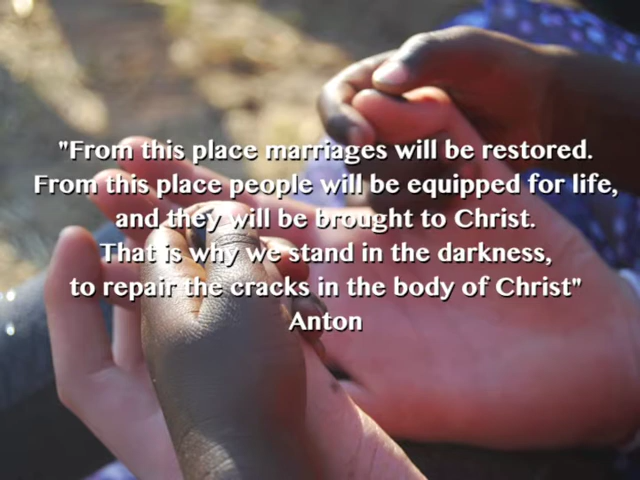 "From this place marriages will be restored.
From this place people will be equipped for life,
and they will be brought to Christ.
That is why we stand in the darkness,
to repair the cracks in the body of Christ"
Anton